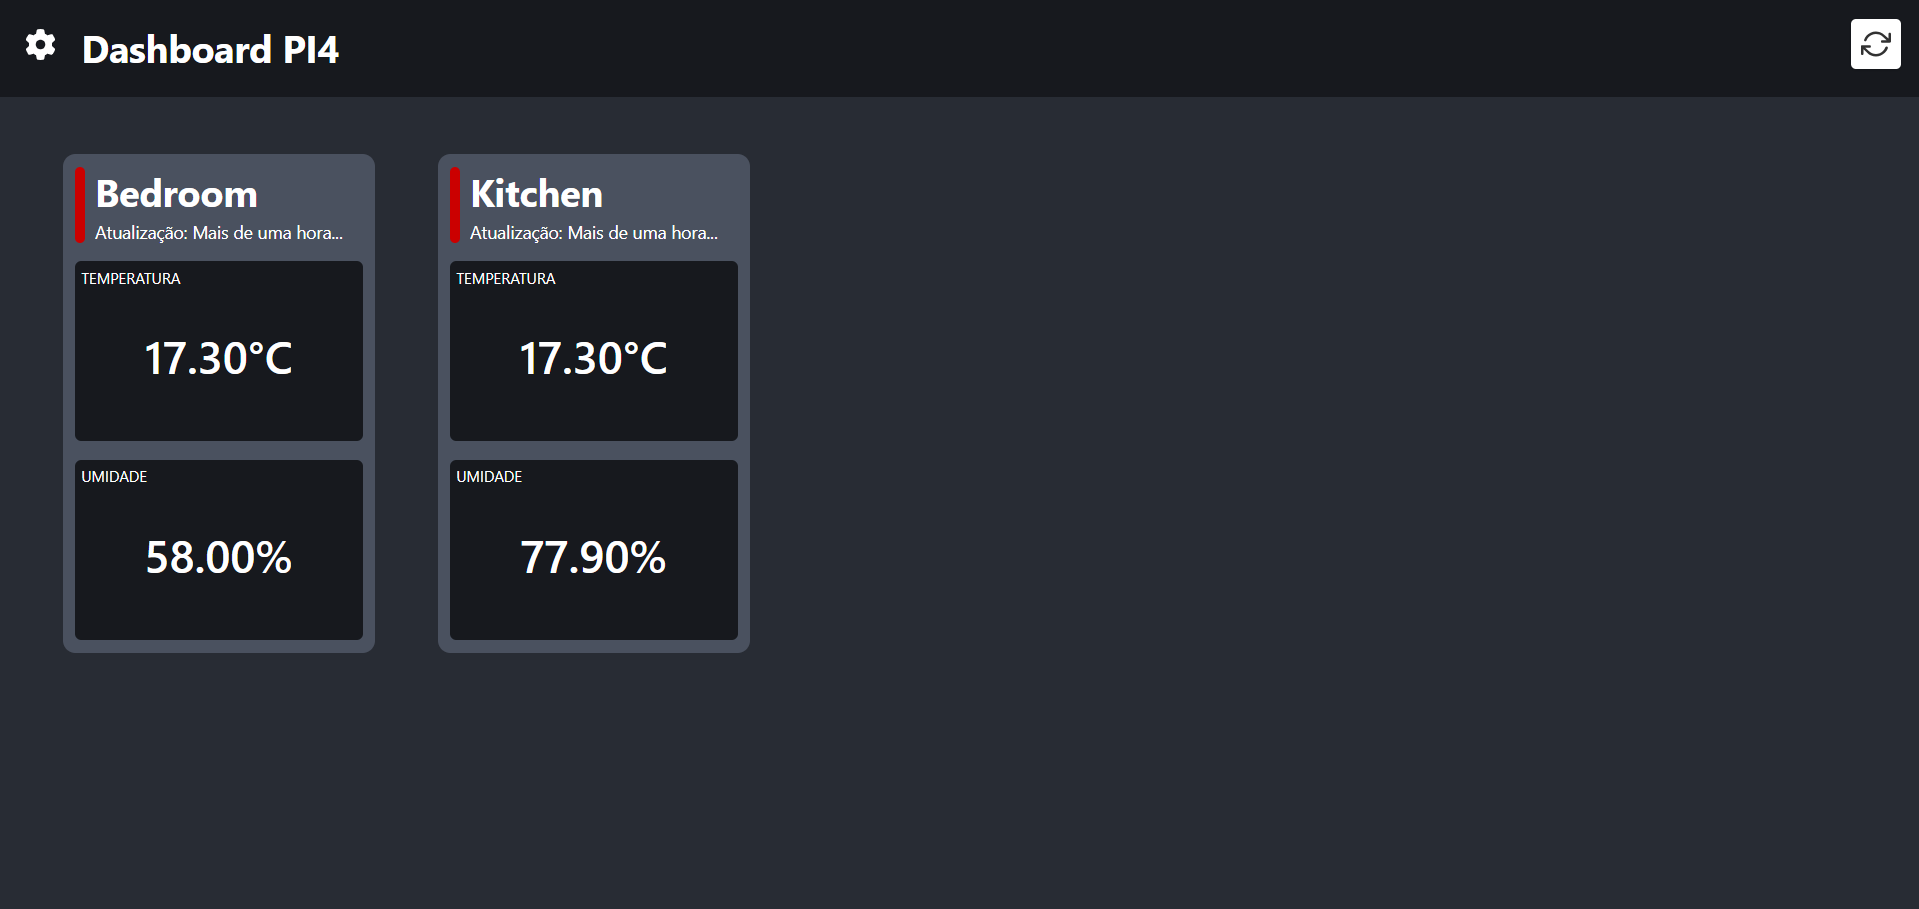 Dashboard PI4
Bedroom
Atualização: Mais de uma hora...
TEMPERATURA
17.30°C
UMIDADE
58.00%
Kitchen
Atualização: Mais de uma hora...
TEMPERATURA
17.30°C
UMIDADE
77.90%